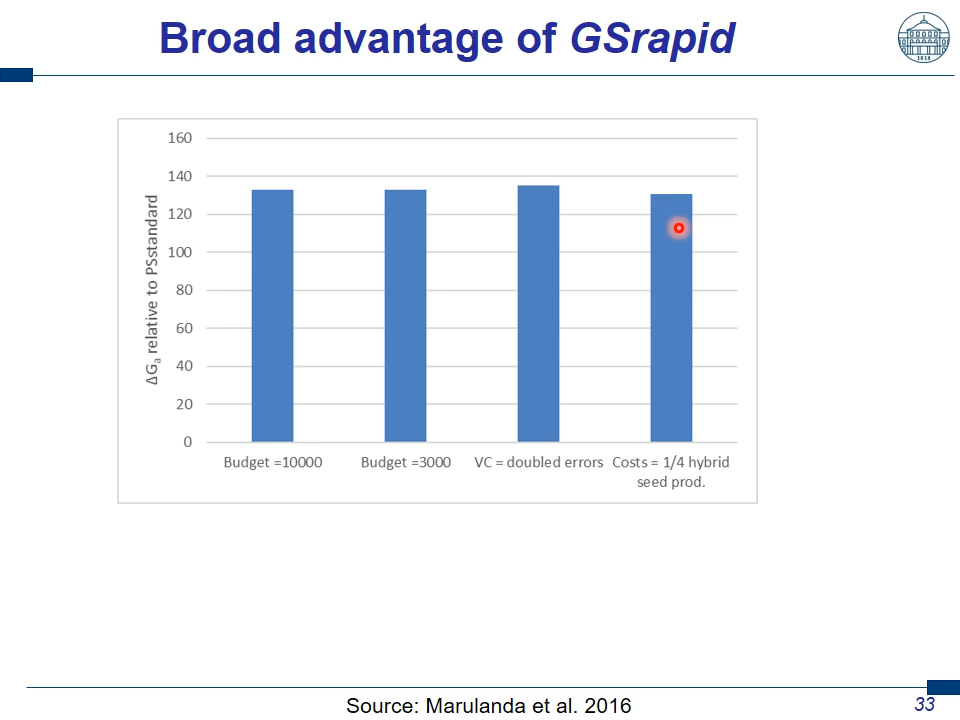 Broad advantage of GSrapid
1818
160
140
120
100
80
60
40
20
0
ΔGa relative to PSstandard
Budget =10000
Budget =3000
VC = doubled errors
Costs = 1/4 hybrid
seed prod.
Source: Marulanda et al. 2016
33